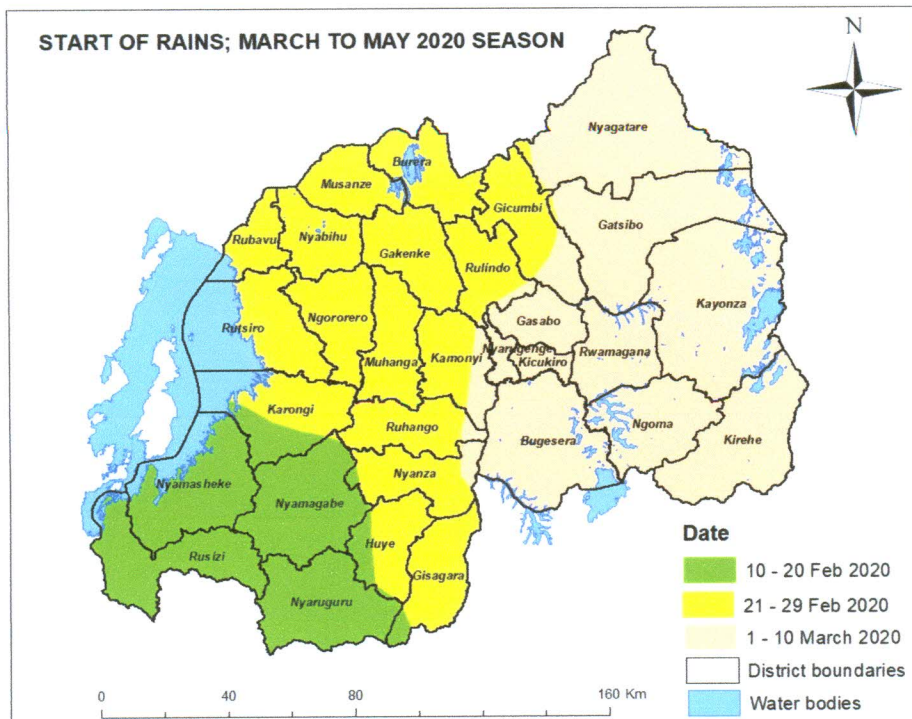 START OF RAINS; MARCH TO MAY 2020 SEASON
N
Nyagatare
Burera
Musanze
Gicumbi
Gatsibo
Rubavu
Nyabihu
Gakenke
Rulindo
Kayonza
Rutsiro
Ngororero
Gasabo
Muhanga
Kamonyi
Nyarugenge
Kicukiro
Rwamagana
Karongi
Ruhango
Bugesera
Ngoma
Kirehe
Nyanza
Nyamasheke
Nyamagabe
Huye
Rusizi
Gisagara
Nyaruguru
Date
10 - 20 Feb 2020
21 - 29 Feb 2020
1 - 10 March 2020
District boundaries
Water bodies
0 40 80 160 Km